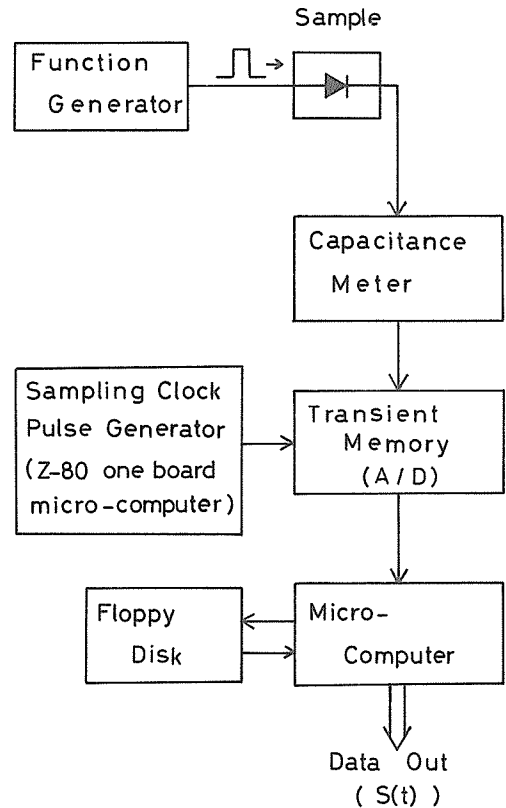 Sample
Function
Generator
Capacitance
Meter
Sampling Clock
Pulse Generator
(Z-80 one board
micro-computer)
Transient
Memory
(A/D)
Floppy
Disk
Micro-
Computer
Data Out
( S(t) )